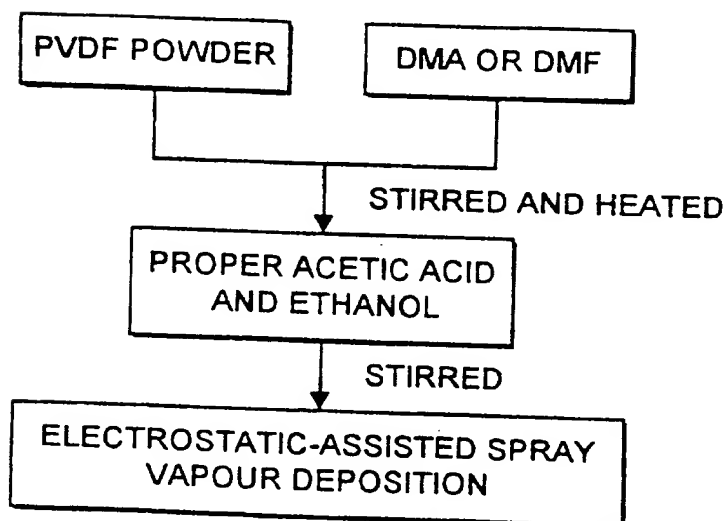 PVDF POWDER
DMA OR DMF
STIRRED AND HEATED
PROPER ACETIC ACID
AND ETHANOL
STIRRED
ELECTROSTATIC-ASSISTED SPRAY
VAPOUR DEPOSITION